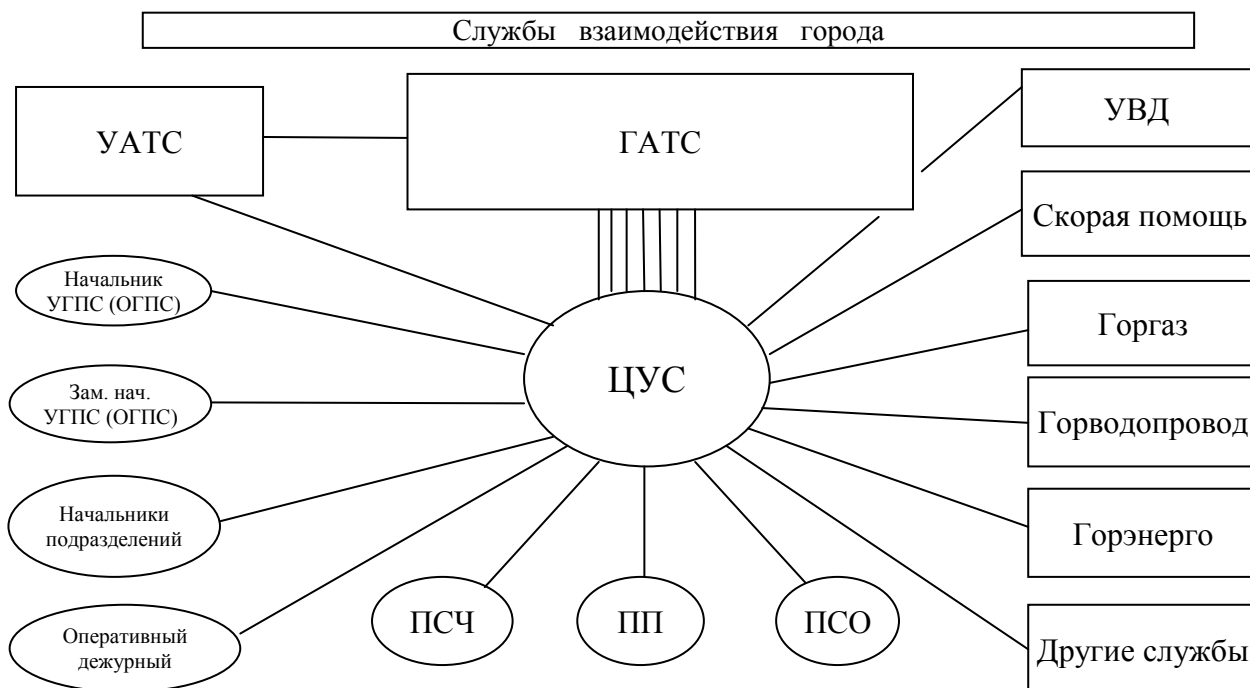 Службы взаимодействия города
УАТС
ГАТС
УВД
Скорая помощь
Начальник
УГПС (ОГПС)
Горгаз
ЦУС
Зам. нач.
УГПС (ОГПС)
Горводопровод
Начальники
подразделений
Горэнерго
ПСЧ
ПП
ПСО
Оперативный
дежурный
Другие службы